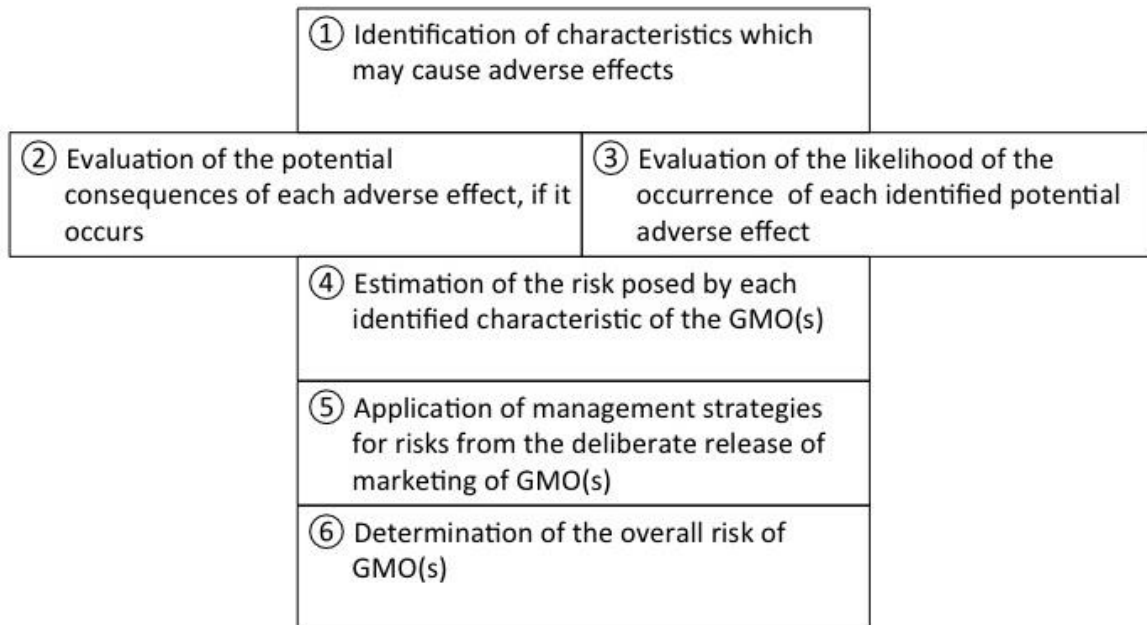 ① Identification of characteristics which
may cause adverse effects
② Evaluation of the potential
consequences of each adverse effect, if it
occurs
③ Evaluation of the likelihood of the
occurrence of each identified potential
adverse effect
④ Estimation of the risk posed by each
identified characteristic of the GMO(s)
⑤ Application of management strategies
for risks from the deliberate release of
marketing of GMO(s)
⑥ Determination of the overall risk of
GMO(s)